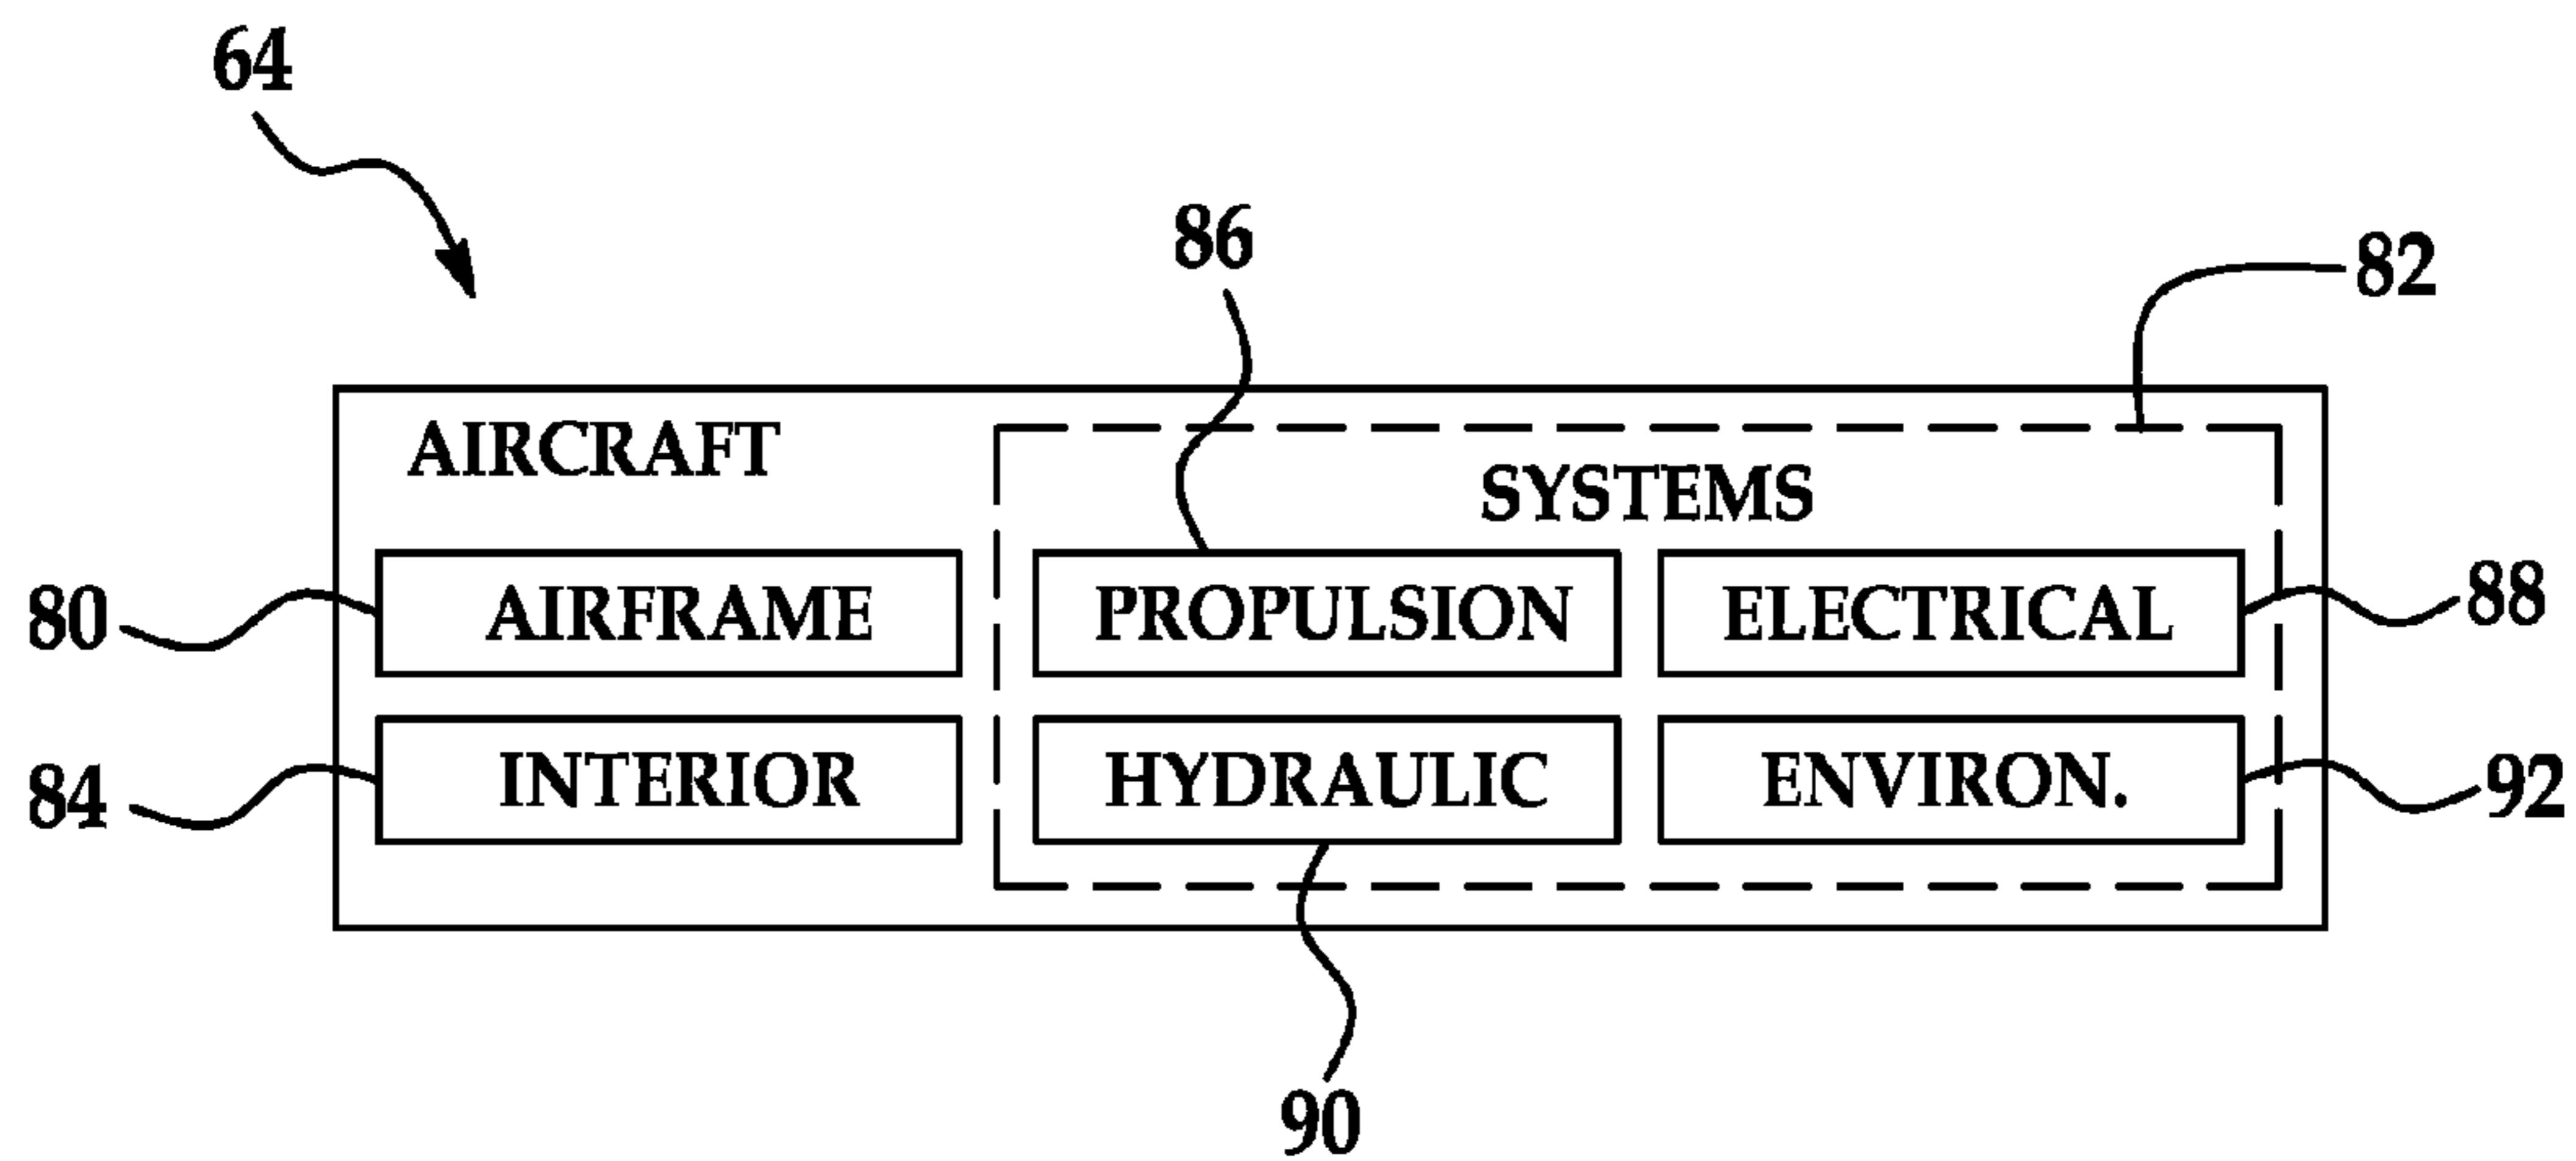 64
86
82
AIRCRAFT
SYSTEMS
80
AIRFRAME
PROPULSION
ELECTRICAL
88
84
INTERIOR
HYDRAULIC
ENVIRON.
92
90